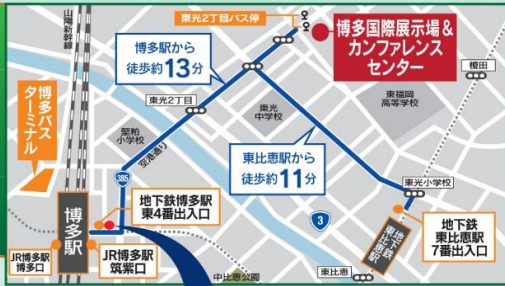 山陽新幹線
東光2丁目バス停
博多国際展示場&
カンファレンス
センター
榎田
博多駅から
徒歩約13分
博多バス
ターミナル
東光2丁目
東光
中学校
東福岡
高等学校
堅粕
小学校
空港通り
東比恵駅から
徒歩約11分
385
東光小学校
地下鉄博多駅
東4番出入口
3
地下鉄
東比恵駅
地下鉄
東比恵駅
7番出入口
博多駅
JR博多駅
博多口
JR博多駅
筑紫口
中比恵公園
東比恵